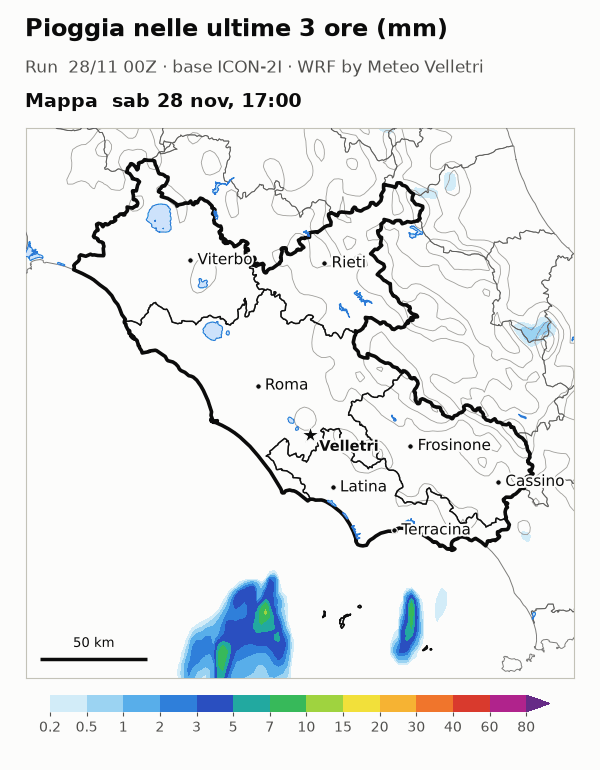 Pioggia nelle ultime 3 ore (mm)
Run  28/11 00Z · base ICON-2I · WRF by Meteo Velletri
Mappa  sab 28 nov, 17:00
Viterbo
Rieti
Roma
Velletri
Frosinone
Latina
Cassino
Terracina
50 km
0.2 0.5 1 2 3 5 7 10 15 20 30 40 60 80